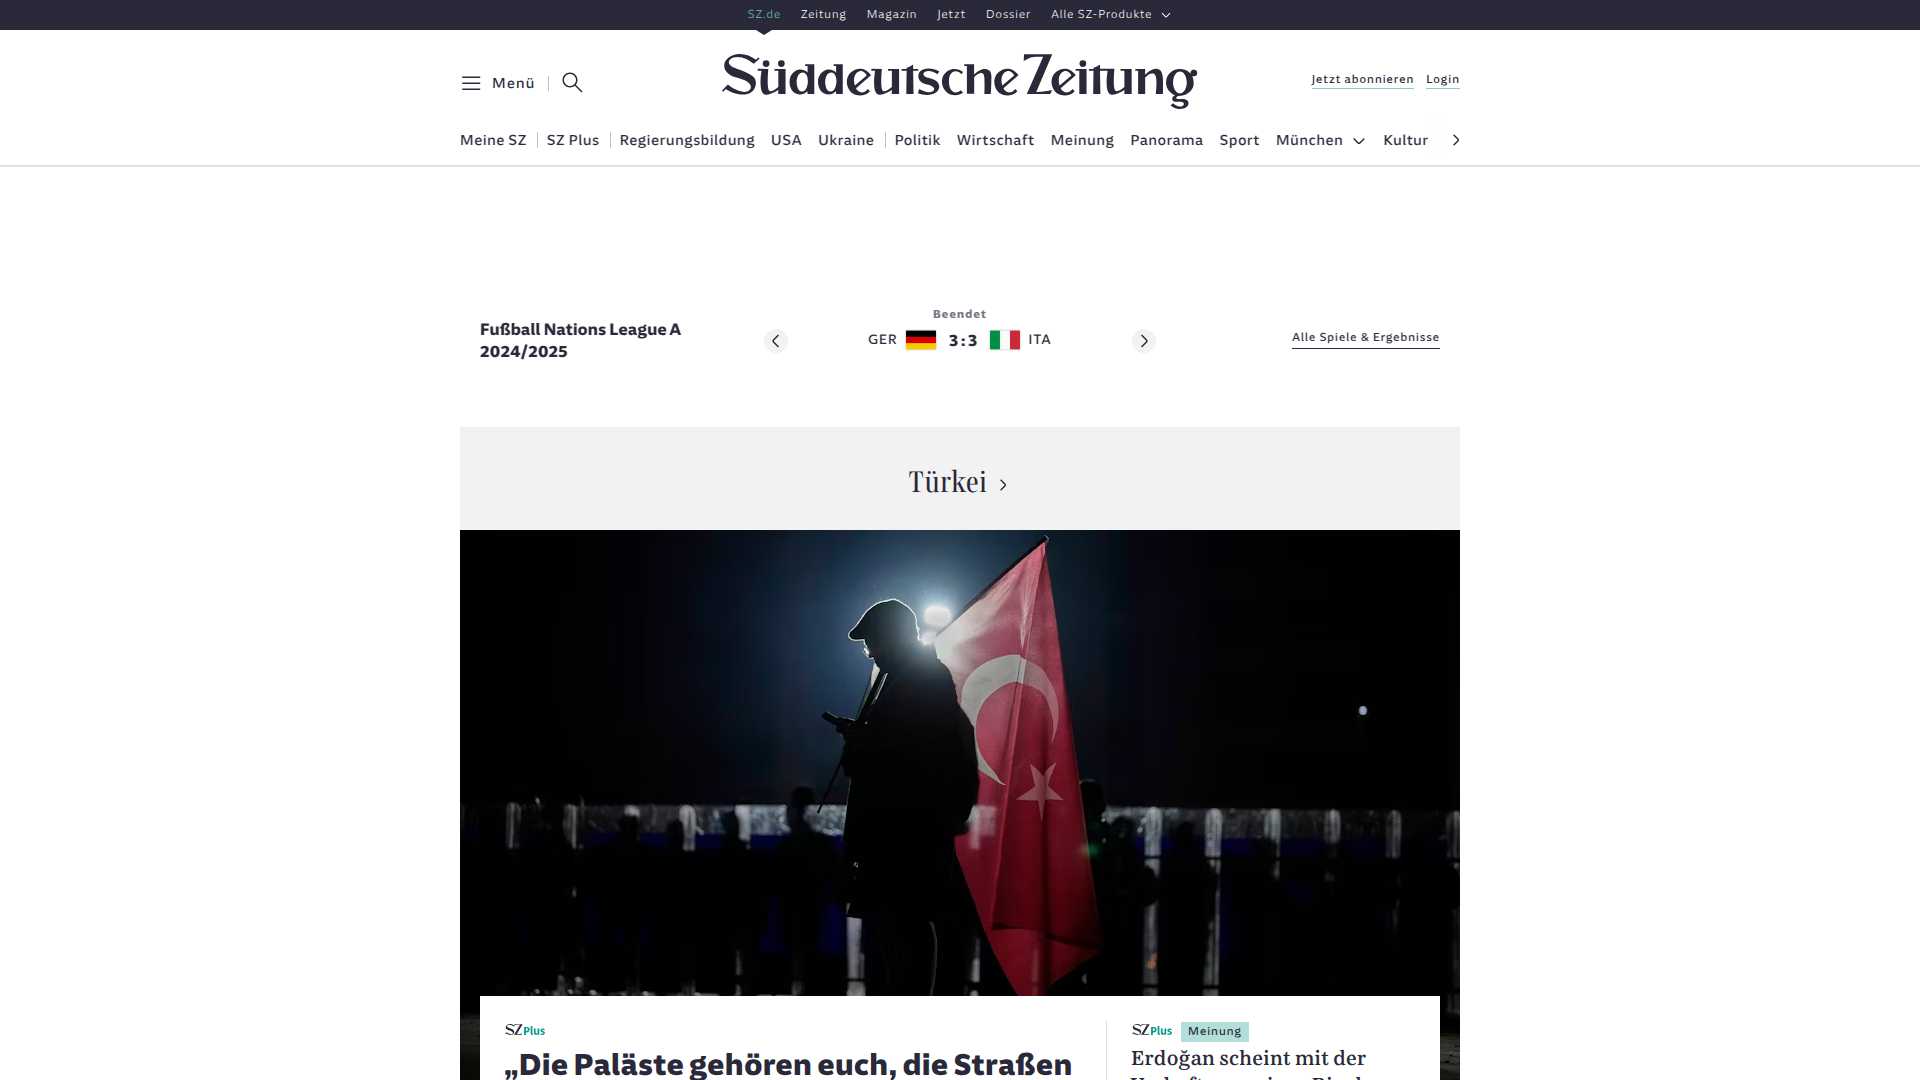 SZ.de Zeitung Magazin Jetzt Dossier Alle SZ-Produkte
Menü
Süddeutsche Zeitung
Jetzt abonnieren Login
Meine SZ SZ Plus Regierungsbildung USA Ukraine Politik Wirtschaft Meinung Panorama Sport München Kultur
Fußball Nations League A
2024/2025
Beendet
GER 3:3 ITA
Alle Spiele & Ergebnisse
Türkei
SZ Plus
„Die Paläste gehören euch, die Straßen
SZ Plus Meinung
Erdoğan scheint mit der